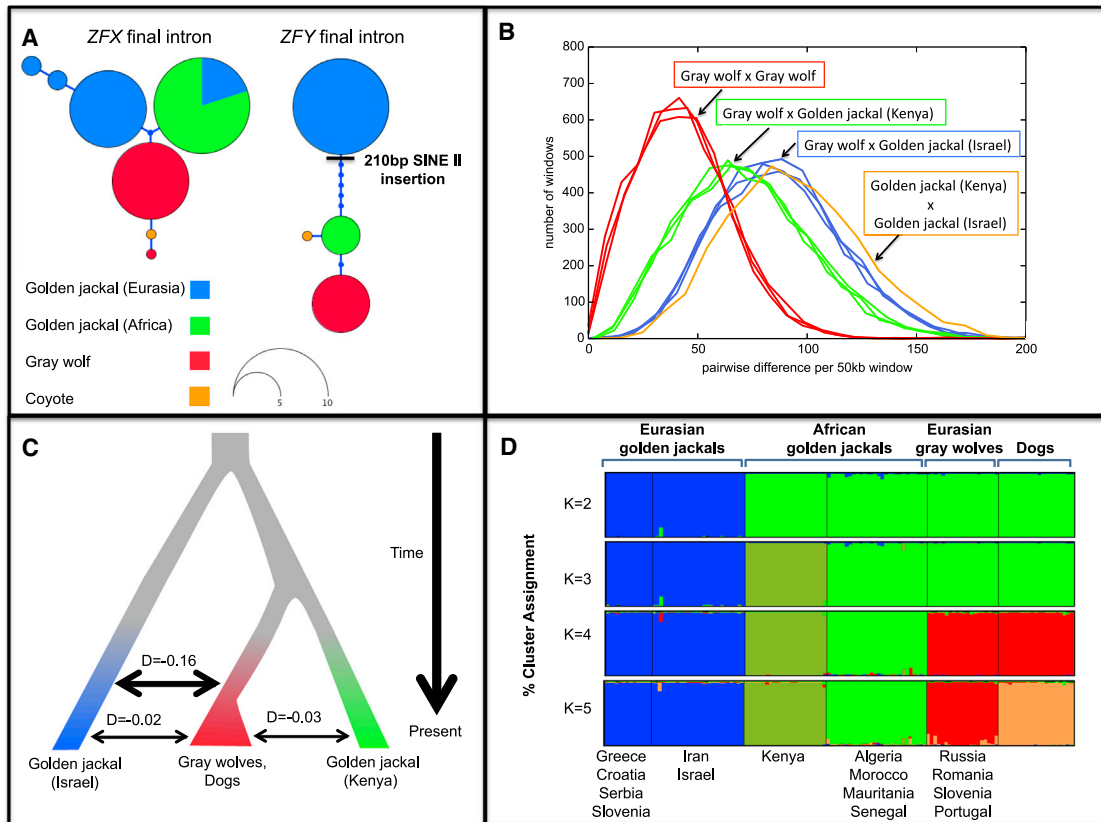 A
ZFX final intron
ZFY final intron
210bp SINE II
insertion
Golden jackal (Eurasia)
Golden jackal (Africa)
Gray wolf
Coyote
5
10
B
800
700
600
500
400
300
200
100
0
number of windows
0
50
100
150
200
pairwise difference per 50kb window
Gray wolf x Gray wolf
Gray wolf x Golden jackal (Kenya)
Gray wolf x Golden jackal (Israel)
Golden jackal (Kenya)
x
Golden jackal (Israel)
C
Time
Present
D=-0.16
D=-0.02
D=-0.03
Golden jackal
(Israel)
Gray wolves,
Dogs
Golden jackal
(Kenya)
D
Eurasian
golden jackals
African
golden jackals
Eurasian
gray wolves
Dogs
% Cluster Assignment
K=2
K=3
K=4
K=5
Greece
Croatia
Serbia
Slovenia
Iran
Israel
Kenya
Algeria
Morocco
Mauritania
Senegal
Russia
Romania
Slovenia
Portugal